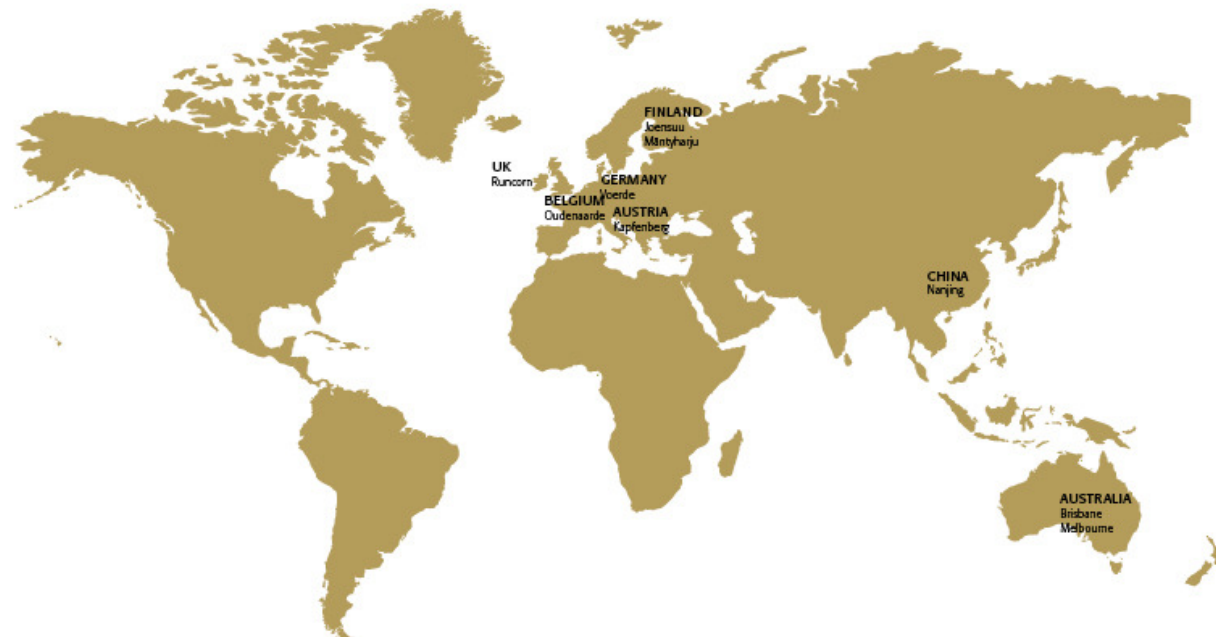 FINLAND
Joensuu
Mäntyharju
UK
Runcorn
GERMANY
Voerde
BELGIUM
Oudenaarde
AUSTRIA
Kapfenberg
CHINA
Nanjing
AUSTRALIA
Brisbane
Melbourne